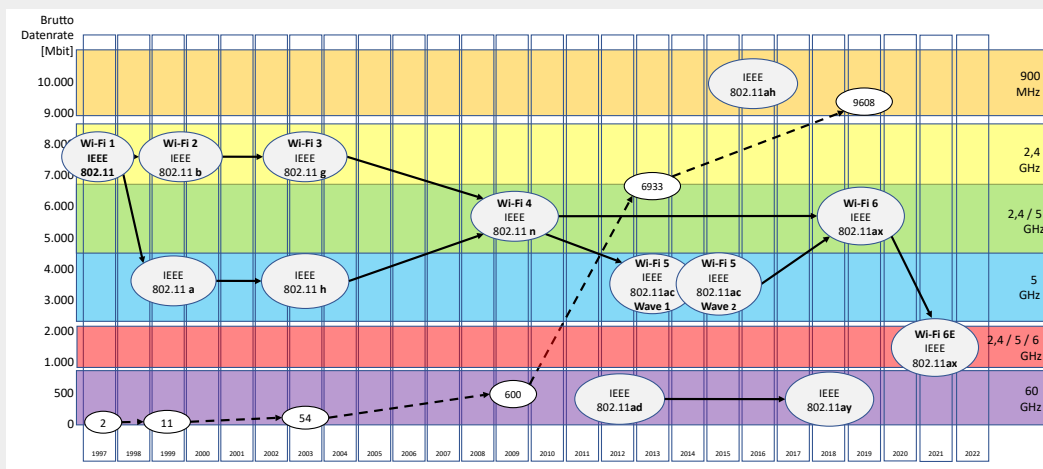 Brutto
Datenrate
[Mbit]
10.000
9.000
8.000
7.000
6.000
5.000
4.000
3.000
2.000
1.000
500
0
900
MHz
2,4
GHz
2,4 / 5
GHz
5
GHz
2,4 / 5 / 6
GHz
60
GHz
IEEE
802.11ah
9608
Wi-Fi 1
IEEE
802.11
Wi-Fi 2
IEEE
802.11 b
Wi-Fi 3
IEEE
802.11 g
6933
Wi-Fi 4
IEEE
802.11 n
Wi-Fi 6
IEEE
802.11ax
IEEE
802.11 a
IEEE
802.11 h
Wi-Fi 5
IEEE
802.11ac
Wave 1
Wi-Fi 5
IEEE
802.11ac
Wave 2
Wi-Fi 6E
IEEE
802.11ax
2
11
54
600
IEEE
802.11ad
IEEE
802.11ay
1997 1998 1999 2000 2002 2003 2004 2005 2006 2007 2008 2009 2010 2011 2012 2013 2014 2015 2016 2017 2018 2019 2020 2021 2022